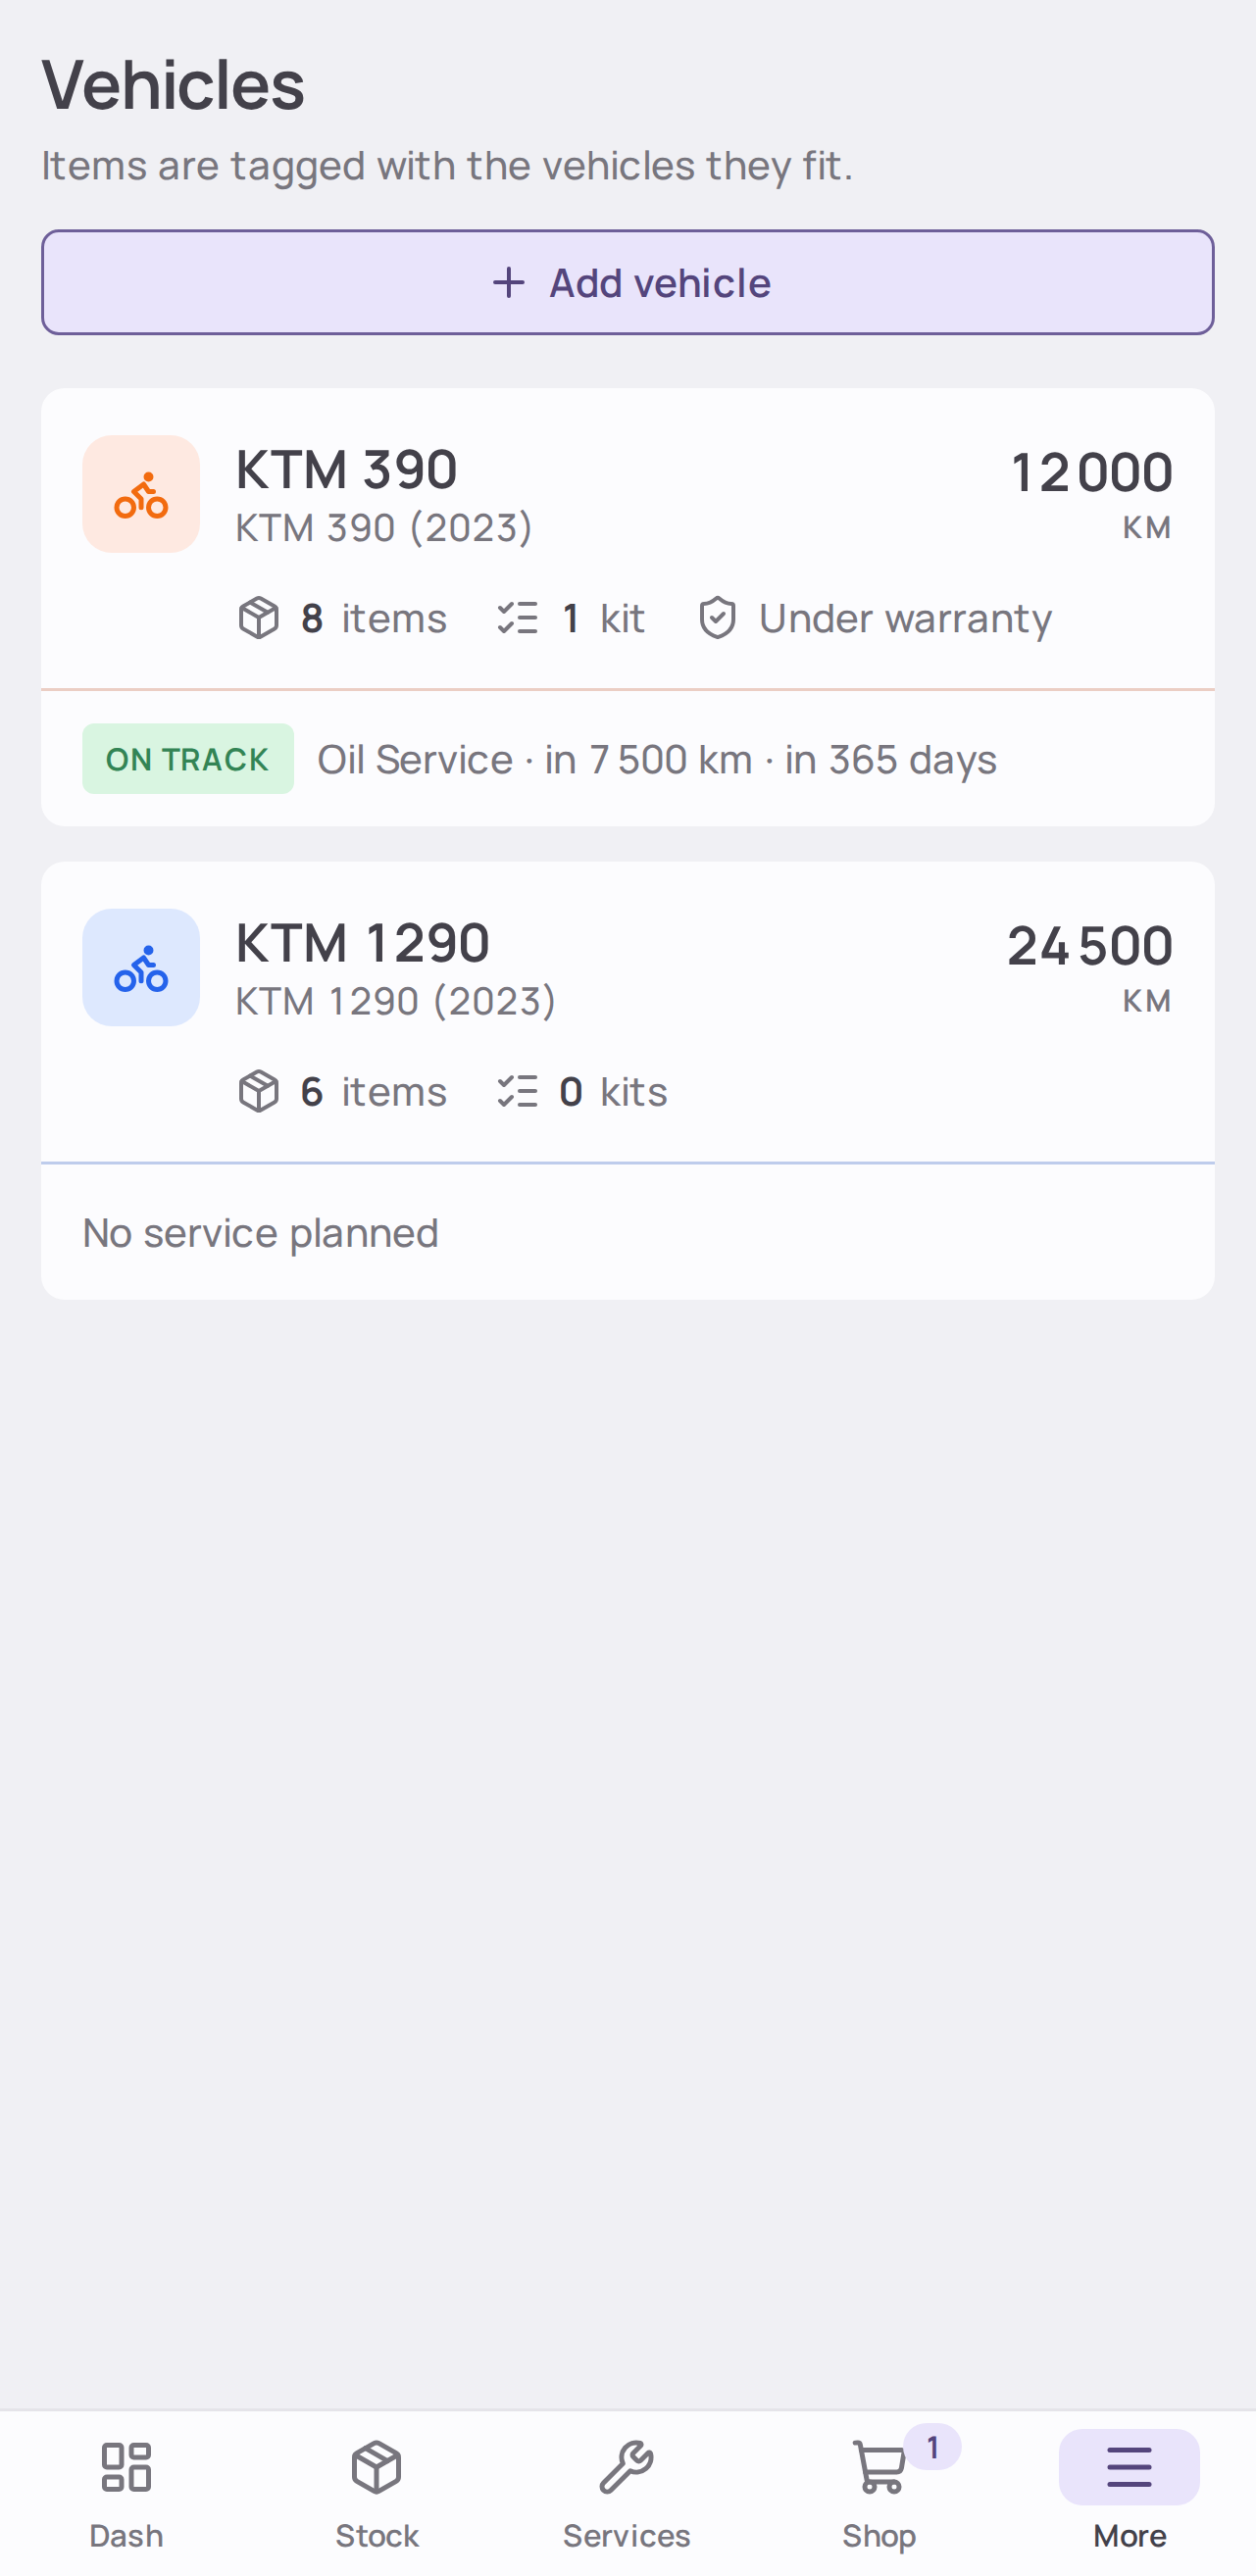 Vehicles
Items are tagged with the vehicles they fit.
+ Add vehicle
KTM 390
12 000
KTM 390 (2023)
KM
8 items 1 kit Under warranty
ON TRACK Oil Service · in 7 500 km · in 365 days
KTM 1290
24 500
KTM 1290 (2023)
KM
6 items 0 kits
No service planned
1
Dash Stock Services Shop More